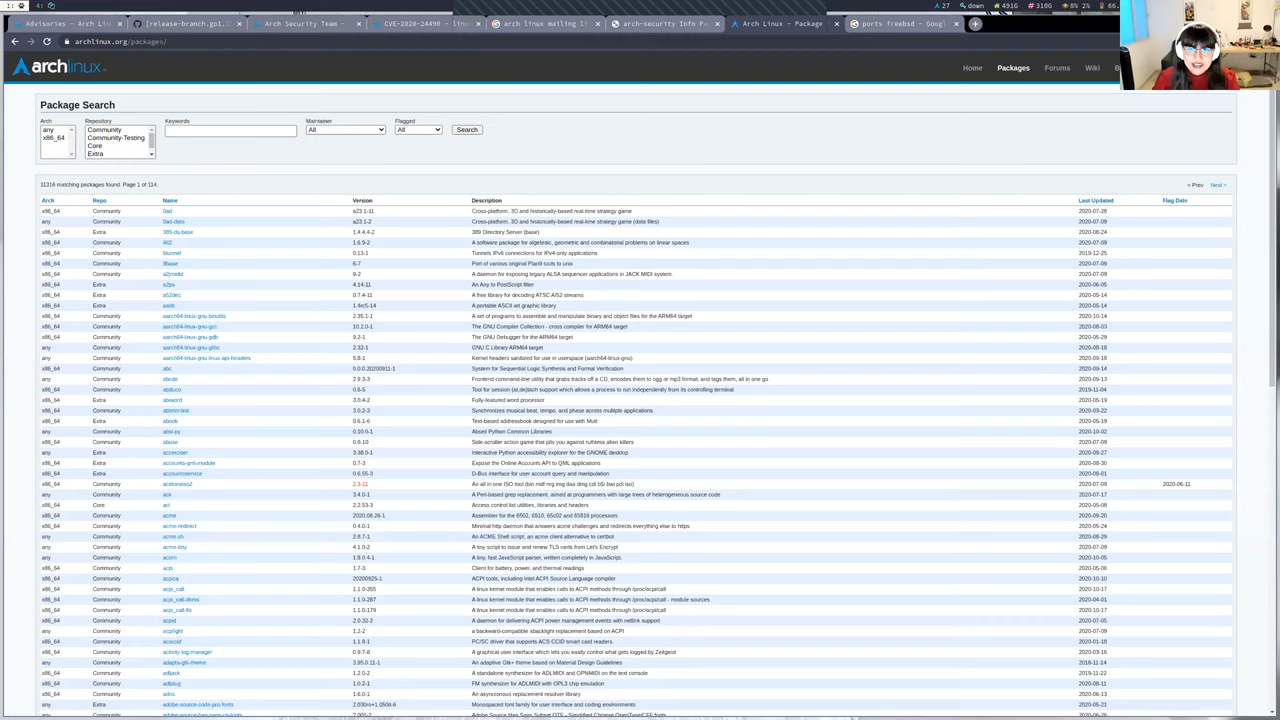 1: 4: 27 down 491G 310G 8% 2% 66.
Advisories - Arch Lin [release-branch.go1.1 Arch Security Team - CVE-2020-24490 - linu arch linux mailing li arch-security Info Pa Arch Linux - Package ports freebsd - Googl
archlinux.org/packages/
archlinux Home Packages Forums Wiki B
Package Search
Arch Repository Keywords Maintainer Flagged
any Community All All Search
x86_64 Community-Testing
Core
Extra
11316 matching packages found. Page 1 of 114. < Prev Next >
Arch Repo Name Version Description Last Updated Flag Date
x86_64 Community 0ad a23.1-11 Cross-platform, 3D and historically-based real-time strategy game 2020-07-28
any Community 0ad-data a23.1-2 Cross-platform, 3D and historically-based real-time strategy game (data files) 2020-07-09
x86_64 Extra 389-ds-base 1.4.4.4-2 389 Directory Server (base) 2020-08-24
x86_64 Community 4ti2 1.6.9-2 A software package for algebraic, geometric and combinatorial problems on linear spaces 2020-07-09
x86_64 Community 6tunnel 0.13-1 Tunnels IPv6 connections for IPv4-only applications 2019-12-25
x86_64 Community 9base 6-7 Port of various original Plan9 tools to unix 2020-07-09
x86_64 Community a2jmidid 9-2 A daemon for exposing legacy ALSA sequencer applications in JACK MIDI system. 2020-07-09
x86_64 Extra a2ps 4.14-11 An Any to PostScript filter 2020-06-05
x86_64 Extra a52dec 0.7.4-11 A free library for decoding ATSC A/52 streams 2020-05-14
x86_64 Extra aalib 1.4rc5-14 A portable ASCII art graphic library 2020-05-14
x86_64 Community aarch64-linux-gnu-binutils 2.35.1-1 A set of programs to assemble and manipulate binary and object files for the ARM64 target 2020-10-14
x86_64 Community aarch64-linux-gnu-gcc 10.2.0-1 The GNU Compiler Collection - cross compiler for ARM64 target 2020-08-03
x86_64 Community aarch64-linux-gnu-gdb 9.2-1 The GNU Debugger for the ARM64 target 2020-05-29
any Community aarch64-linux-gnu-glibc 2.32-1 GNU C Library ARM64 target 2020-08-18
any Community aarch64-linux-gnu-linux-api-headers 5.8-1 Kernel headers sanitized for use in userspace (aarch64-linux-gnu) 2020-09-18
x86_64 Community abc 0.0.0.20200911-1 System for Sequential Logic Synthesis and Formal Verification 2020-09-14
any Community abcde 2.9.3-3 Frontend command-line utility that grabs tracks off a CD, encodes them to ogg or mp3 format, and tags them, all in one go 2020-09-13
x86_64 Community abduco 0.6-5 Tool for session {at,de}tach support which allows a process to run independently from its controlling terminal 2019-11-04
x86_64 Extra abiword 3.0.4-2 Fully-featured word processor 2020-05-19
x86_64 Community abletonlink 3.0.2-3 Synchronizes musical beat, tempo, and phase across multiple applications 2020-03-22
x86_64 Extra abook 0.6.1-6 Text-based addressbook designed for use with Mutt 2020-05-19
any Community absl-py 0.10.0-1 Abseil Python Common Libraries 2020-10-02
x86_64 Community abuse 0.8-10 Side-scroller action game that pits you against ruthless alien killers 2020-07-09
any Extra accerciser 3.38.0-1 Interactive Python accessibility explorer for the GNOME desktop 2020-09-27
x86_64 Extra accounts-qml-module 0.7-3 Expose the Online Accounts API to QML applications 2020-08-30
x86_64 Extra accountsservice 0.6.55-3 D-Bus interface for user account query and manipulation 2020-09-01
x86_64 Community acetoneiso2 2.3-11 An all in one ISO tool (bin mdf nrg img daa dmg cdi b5i bwi pdi iso) 2020-07-09 2020-06-11
any Community ack 3.4.0-1 A Perl-based grep replacement, aimed at programmers with large trees of heterogeneous source code 2020-07-17
x86_64 Core acl 2.2.53-3 Access control list utilities, libraries and headers 2020-05-08
x86_64 Community acme 2020.08.26-1 Assembler for the 6502, 6510, 65c02 and 65816 processors 2020-09-20
x86_64 Community acme-redirect 0.4.0-1 Minimal http daemon that answers acme challenges and redirects everything else to https 2020-05-24
any Community acme.sh 2.8.7-1 An ACME Shell script, an acme client alternative to certbot 2020-08-29
any Community acme-tiny 4.1.0-2 A tiny script to issue and renew TLS certs from Let's Encrypt 2020-07-09
any Community acorn 1:8.0.4-1 A tiny, fast JavaScript parser, written completely in JavaScript. 2020-10-05
x86_64 Community acpi 1.7-3 Client for battery, power, and thermal readings 2020-05-06
x86_64 Community acpica 20200925-1 ACPI tools, including Intel ACPI Source Language compiler 2020-10-10
x86_64 Community acpi_call 1.1.0-355 A linux kernel module that enables calls to ACPI methods through /proc/acpi/call 2020-10-17
x86_64 Community acpi_call-dkms 1.1.0-287 A linux kernel module that enables calls to ACPI methods through /proc/acpi/call - module sources 2020-04-01
x86_64 Community acpi_call-lts 1.1.0-179 A linux kernel module that enables calls to ACPI methods through /proc/acpi/call 2020-10-17
x86_64 Community acpid 2.0.32-2 A daemon for delivering ACPI power management events with netlink support 2020-07-05
any Community acpilight 1.2-2 a backward-compatible xbacklight replacement based on ACPI 2020-07-09
x86_64 Community acsccid 1.1.8-1 PC/SC driver that supports ACS CCID smart card readers. 2020-01-18
x86_64 Community activity-log-manager 0.9.7-8 A graphical user interface which lets you easily control what gets logged by Zeitgeist 2020-03-16
any Community adapta-gtk-theme 3.95.0.11-1 An adaptive Gtk+ theme based on Material Design Guidelines 2018-11-14
x86_64 Community adljack 1.2.0-2 A standalone synthesizer for ADLMIDI and OPNMIDI on the text console 2019-11-22
x86_64 Community adlplug 1.0.2-1 FM synthesizer for ADLMIDI with OPL3 chip emulation 2020-08-11
x86_64 Community adns 1.6.0-1 An asynchronous replacement resolver library 2020-06-13
any Extra adobe-source-code-pro-fonts 2.030ro+1.050it-6 Monospaced font family for user interface and coding environments 2020-05-21
any Community adobe-source-han-sans-cn-fonts 2.001-2 Adobe Source Han Sans Subset OTF - Simplified Chinese OpenType/CFF fonts 2020-06-26